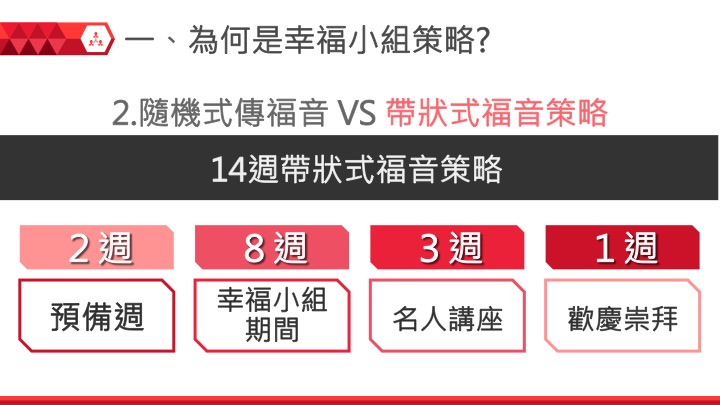 一、為何是幸福小組策略?
2.隨機式傳福音 VS 帶狀式福音策略
14週帶狀式福音策略
2 週
8 週
3 週
1 週
預備週
幸福小組
期間
名人講座
歡慶崇拜